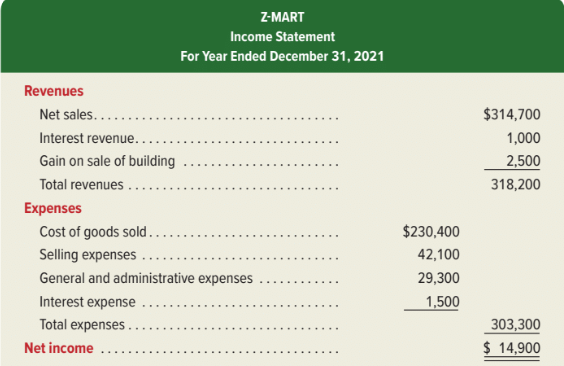 Z-MART
Income Statement
For Year Ended December 31, 2021
Revenues
Net sales. . . . . . . . . . . . . . . . . . . . . . . . . . . . . . . . . . . . $314,700
Interest revenue. . . . . . . . . . . . . . . . . . . . . . . . . . . . . . 1,000
Gain on sale of building . . . . . . . . . . . . . . . . . . . . . . . 2,500
Total revenues . . . . . . . . . . . . . . . . . . . . . . . . . . . . . . . 318,200
Expenses
Cost of goods sold . . . . . . . . . . . . . . . . . . . . . . . . . . . . $230,400
Selling expenses . . . . . . . . . . . . . . . . . . . . . . . . . . . . . 42,100
General and administrative expenses . . . . . . . . . . . . 29,300
Interest expense . . . . . . . . . . . . . . . . . . . . . . . . . . . . . 1,500
Total expenses . . . . . . . . . . . . . . . . . . . . . . . . . . . . . . . 303,300
Net income . . . . . . . . . . . . . . . . . . . . . . . . . . . . . . . . . . $ 14,900